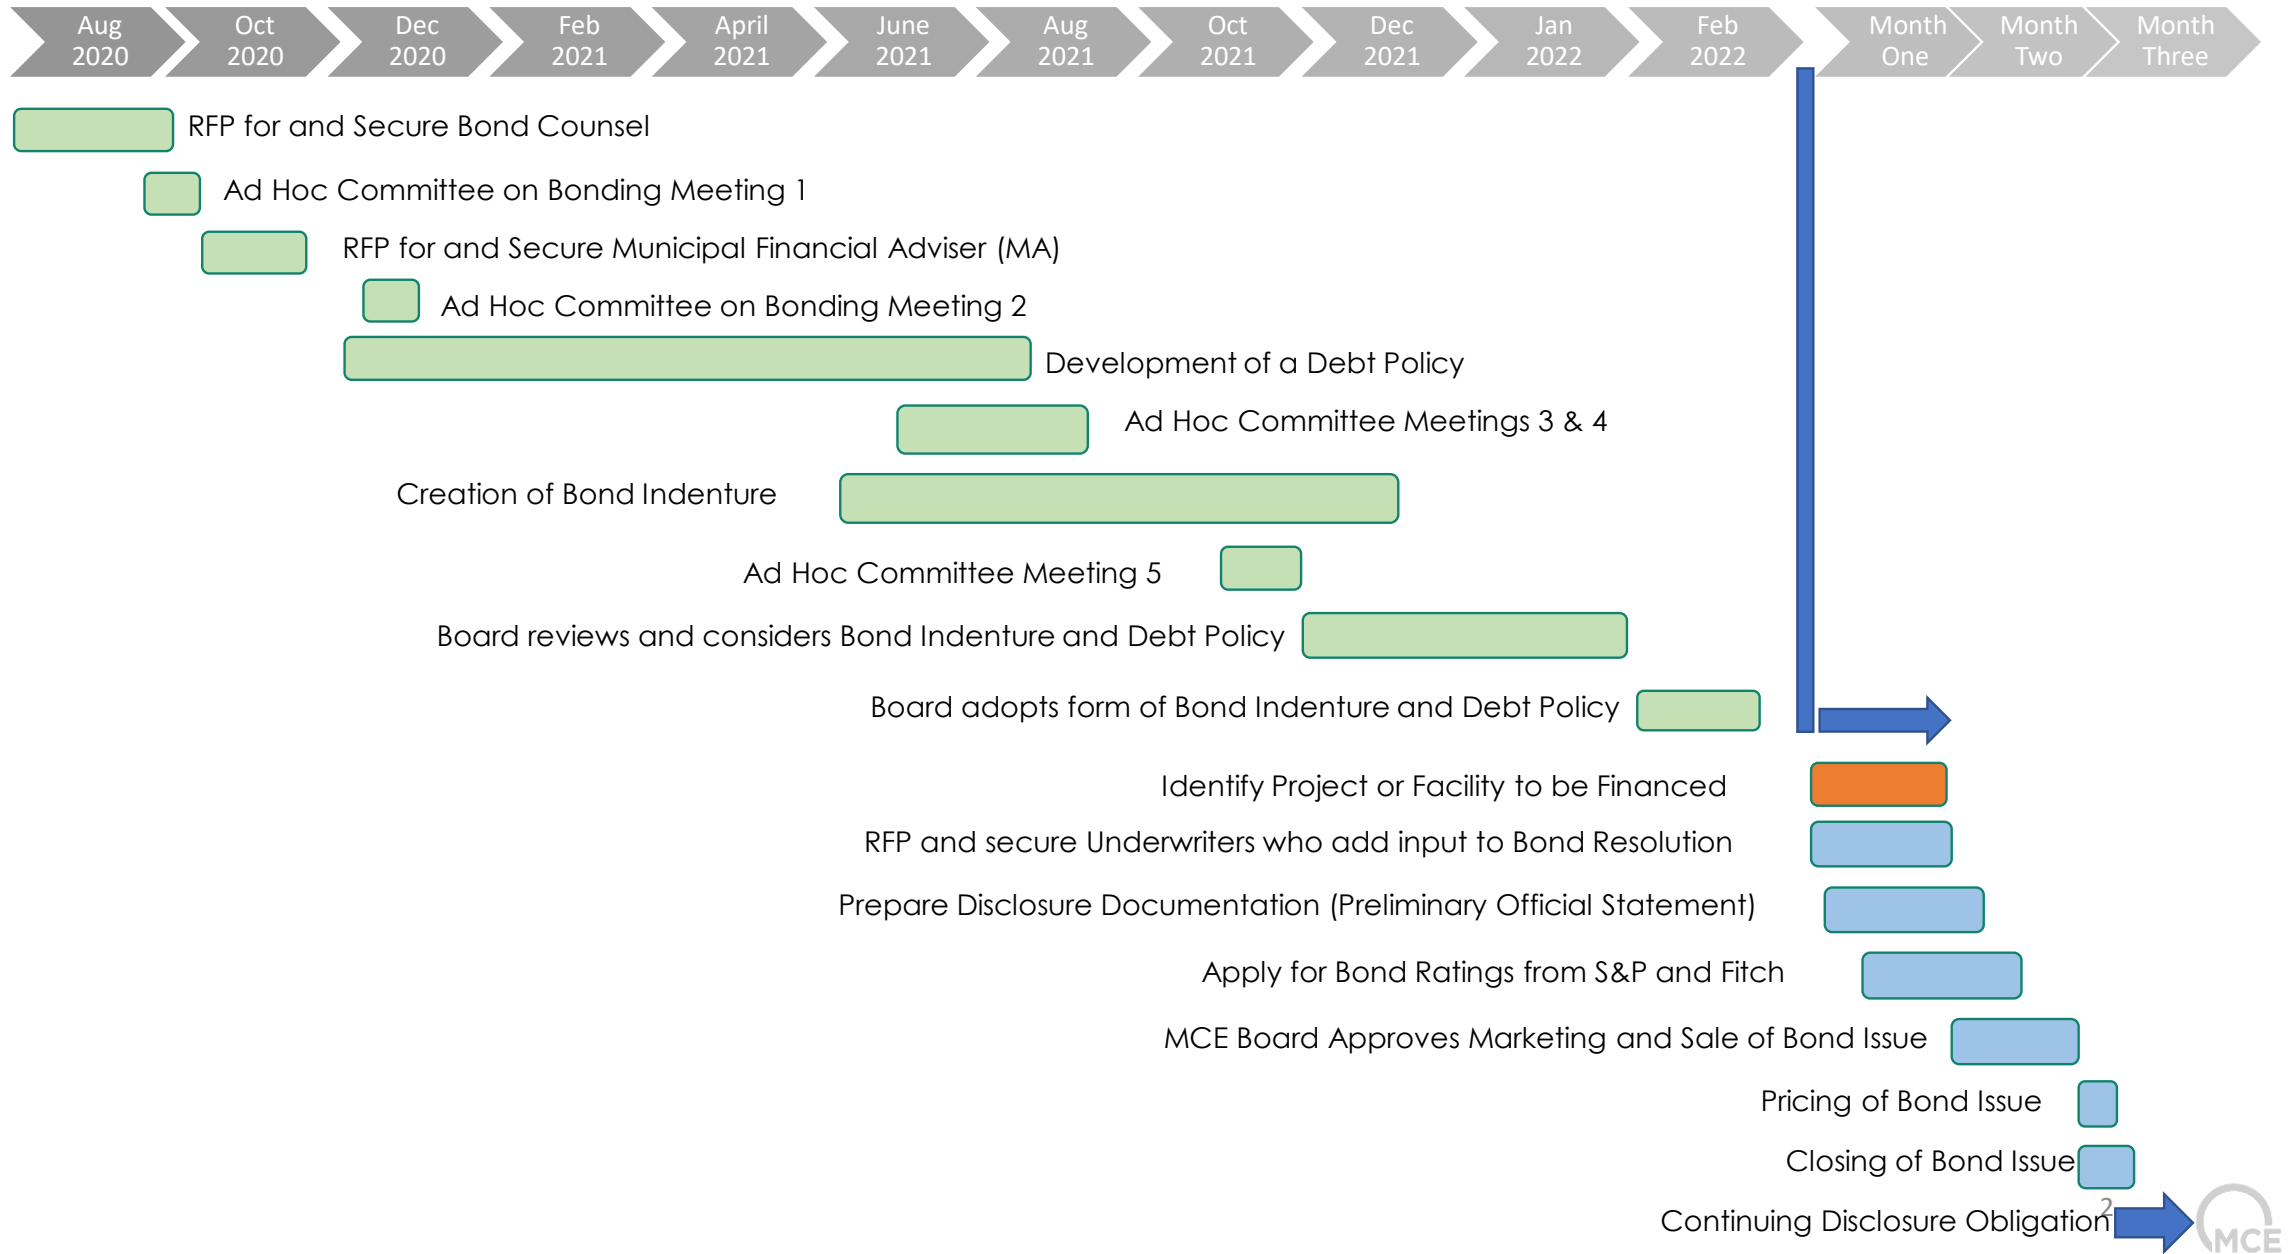 Aug
2020
Oct
2020
Dec
2020
Feb
2021
April
2021
June
2021
Aug
2021
Oct
2021
Dec
2021
Jan
2022
Feb
2022
Month
One
Month
Two
Month
Three
RFP for and Secure Bond Counsel
Ad Hoc Committee on Bonding Meeting 1
RFP for and Secure Municipal Financial Adviser (MA)
Ad Hoc Committee on Bonding Meeting 2
Development of a Debt Policy
Ad Hoc Committee Meetings 3 & 4
Creation of Bond Indenture
Ad Hoc Committee Meeting 5
Board reviews and considers Bond Indenture and Debt Policy
Board adopts form of Bond Indenture and Debt Policy
Identify Project or Facility to be Financed
RFP and secure Underwriters who add input to Bond Resolution
Prepare Disclosure Documentation (Preliminary Official Statement)
Apply for Bond Ratings from S&P and Fitch
MCE Board Approves Marketing and Sale of Bond Issue
Pricing of Bond Issue
Closing of Bond Issue
2
Continuing Disclosure Obligation
MCE